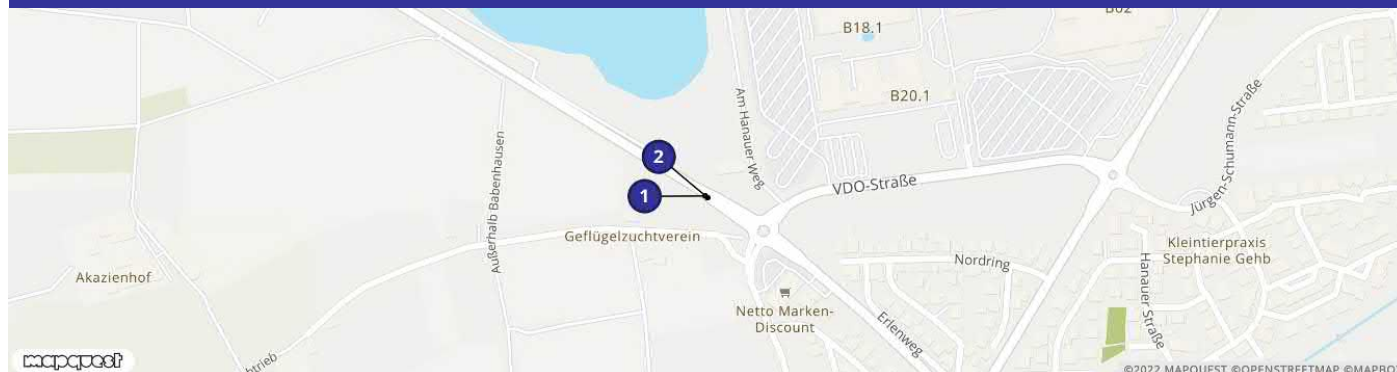 B02
B18.1
B20.1
Am Hanauer Weg
VDO-Straße
Jürgen-Schumann-Straße
Außerhalb Babenhausen
2
1
Geflügelzuchtverein
Akazienhof
Kleintierpraxis
Stephanie Gehb
Nordring
Hanauer Straße
Netto Marken-
Discount
Erlenweg
mapquest
©2022 MAPQUEST ©OPENSTREETMAP ©MAPBO